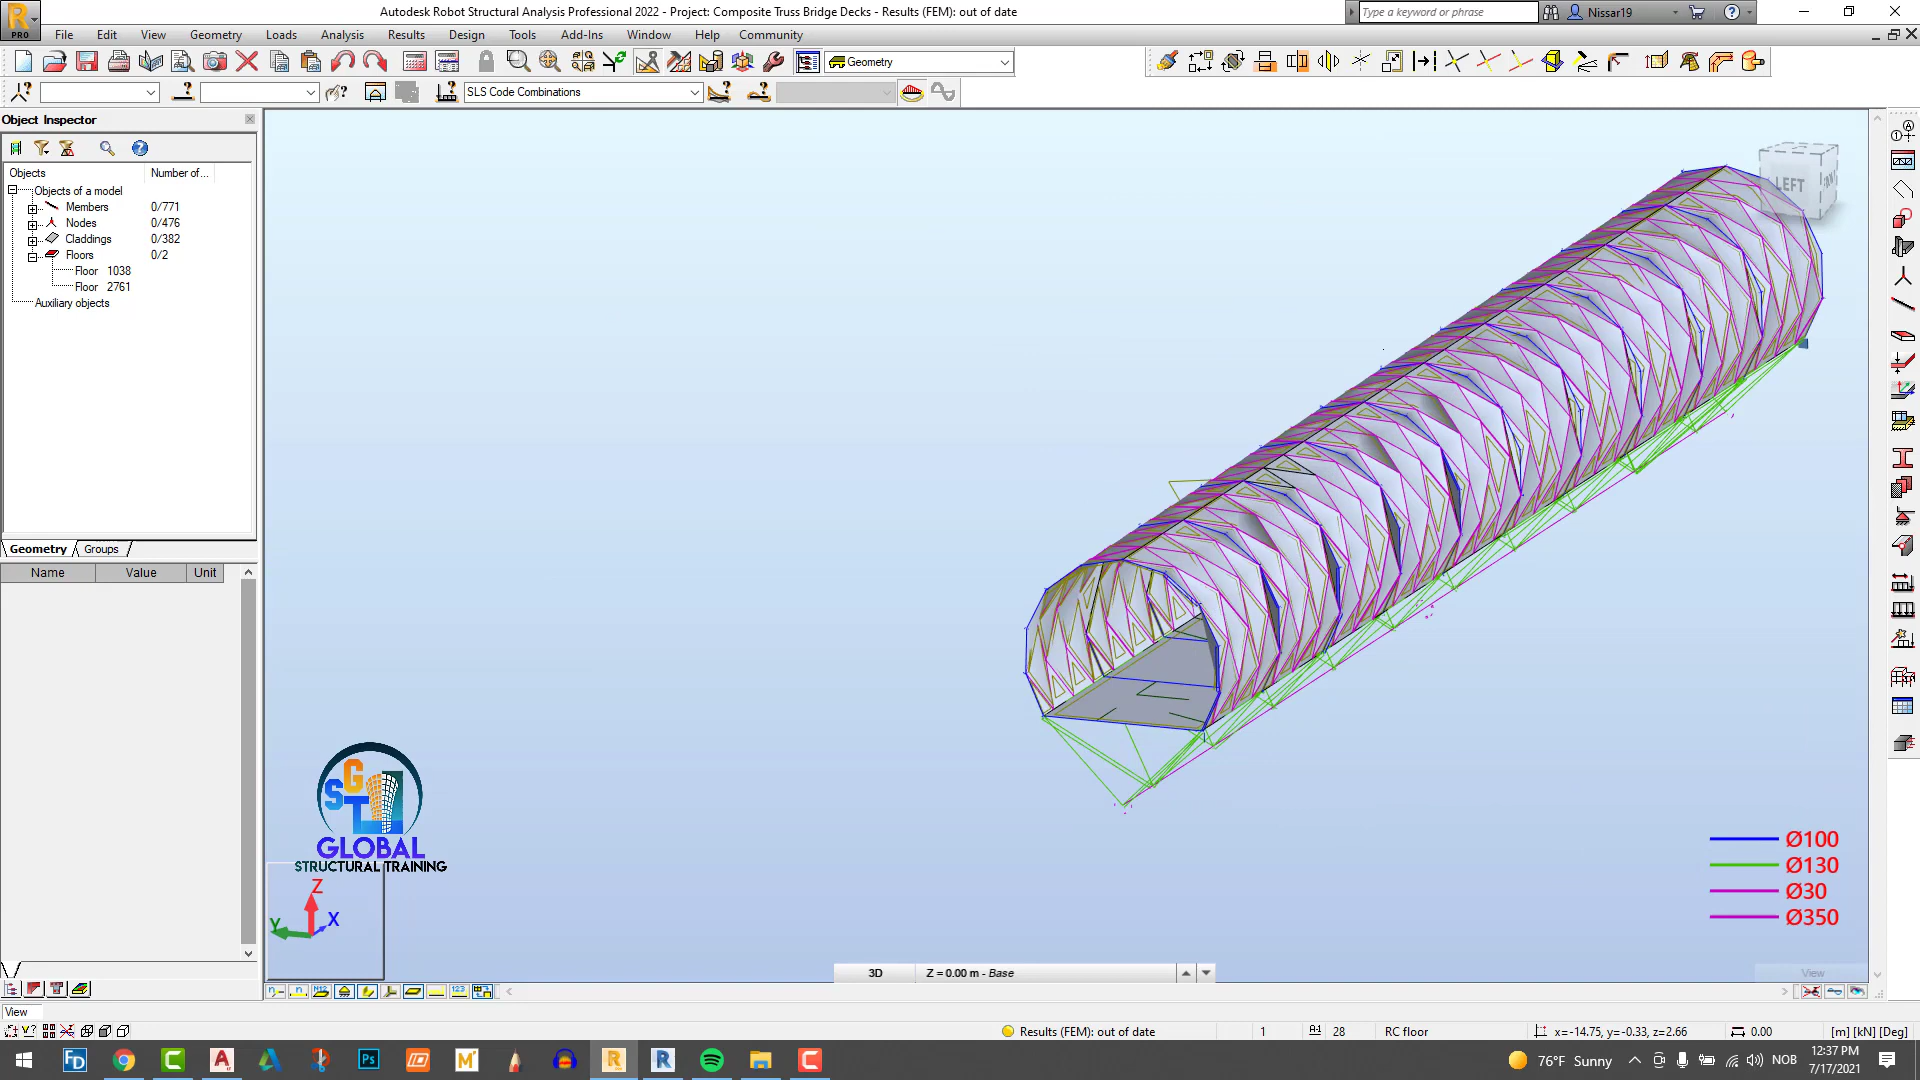 Autodesk Robot Structural Analysis Professional 2022 - Project: Composite Truss Bridge Decks - Results (FEM): out of date
Type a keyword or phrase
Nissar19
PRO
File Edit View Geometry Loads Analysis Results Design Tools Add-Ins Window Help Community
Geometry
SLS Code Combinations
Object Inspector
Objects Number of...
Objects of a model
Members 0/771
Nodes 0/476
Claddings 0/382
Floors 0/2
Floor 1038
Floor 2761
Auxiliary objects
Geometry Groups
Name Value Unit
LEFT
SGT
GLOBAL
STRUCTURAL TRAINING
Z
Y X
Ø100
Ø130
Ø30
Ø350
3D Z = 0.00 m - Base
View
View
Results (FEM): out of date 1 28 RC floor x=-14.75, y=-0.33, z=2.66 0.00 [m] [kN] [Deg]
76°F Sunny NOB 12:37 PM
7/17/2021